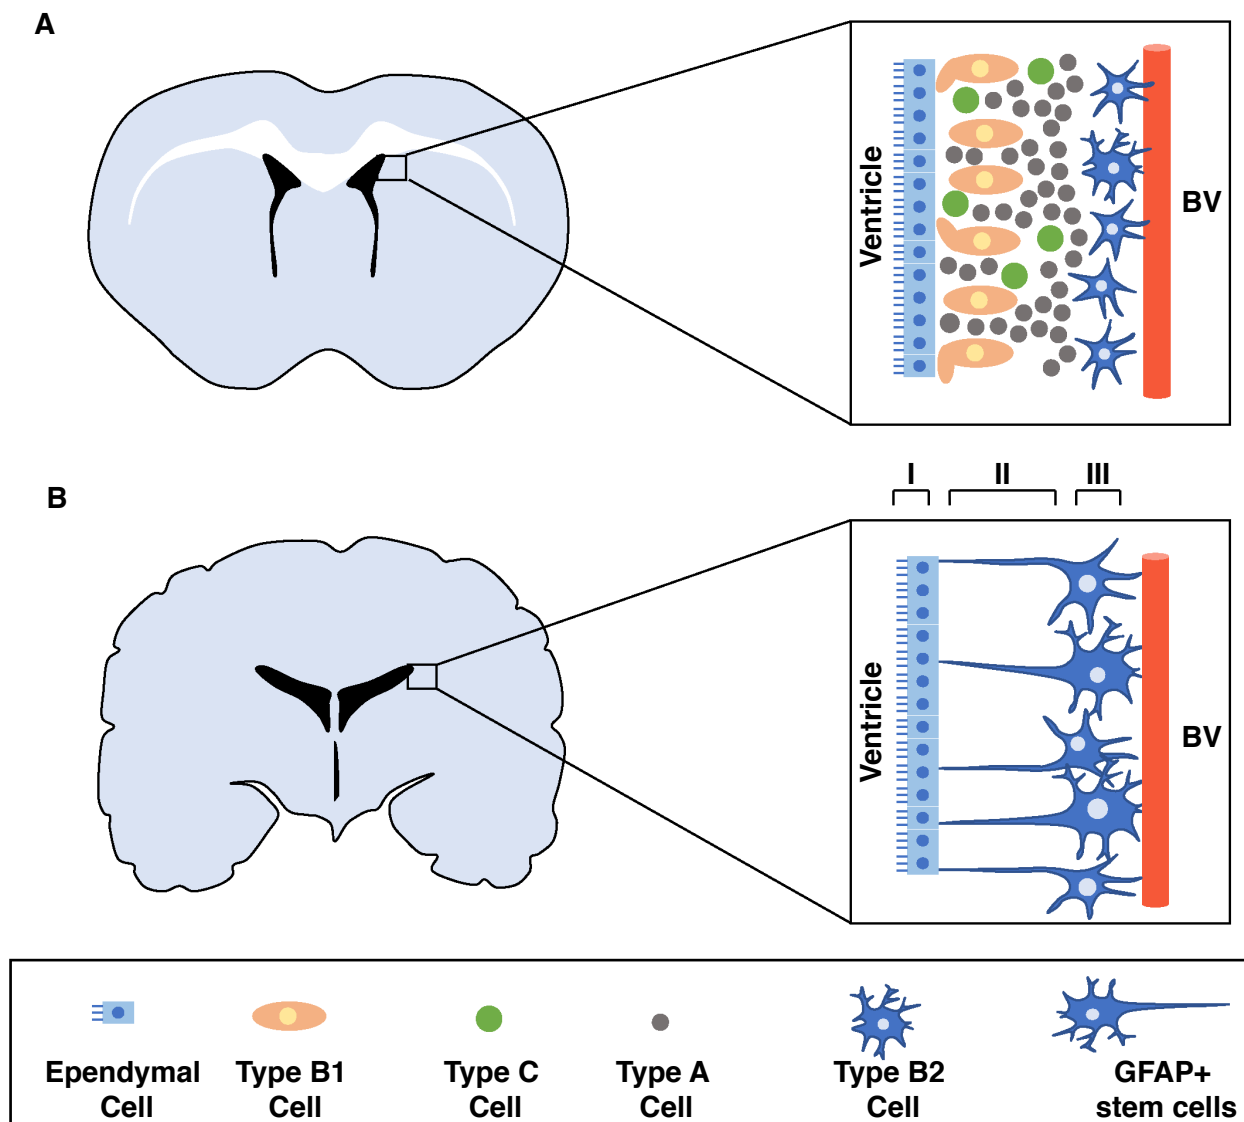 A
Ventricle
BV
I II III
B
Ventricle
BV
Ependymal Type B1 Type C Type A Type B2 GFAP+
Cell Cell Cell Cell Cell stem cells